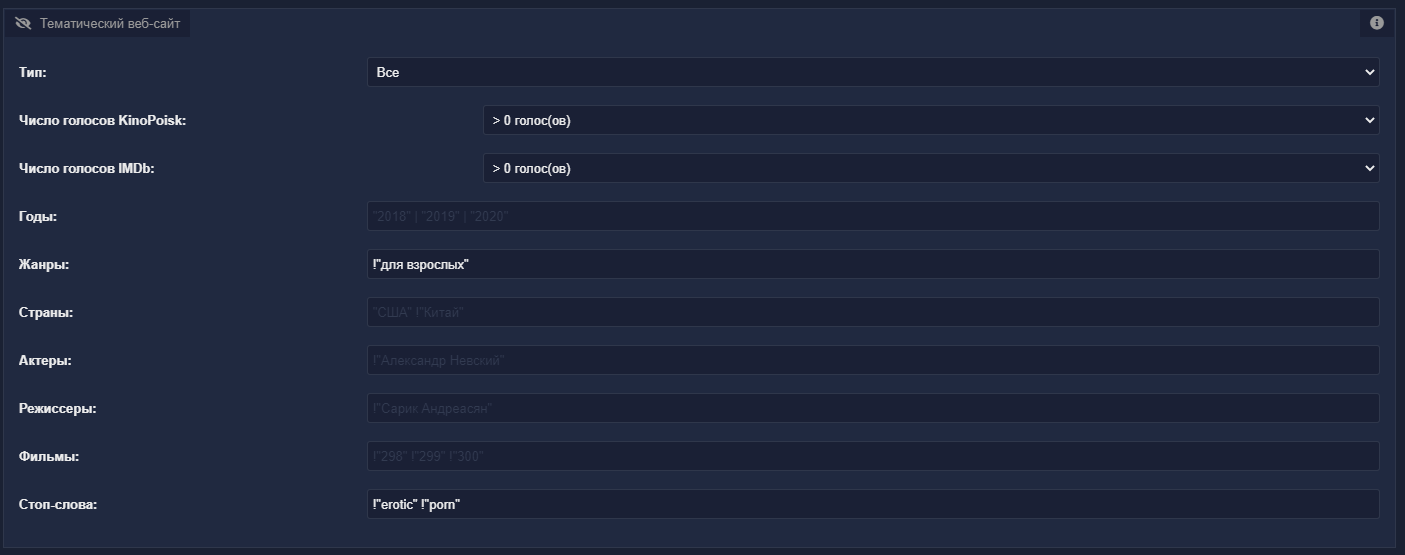 Тематический веб-сайт
Тип: Все
Число голосов KinoPoisk: > 0 голос(ов)
Число голосов IMDb: > 0 голос(ов)
Годы: "2018" | "2019" | "2020"
Жанры: !"для взрослых"
Страны: "США" !"Китай"
Актеры: !"Александр Невский"
Режиссеры: !"Сарик Андреасян"
Фильмы: !"298" !"299" !"300"
Стоп-слова: !"erotic" !"porn"